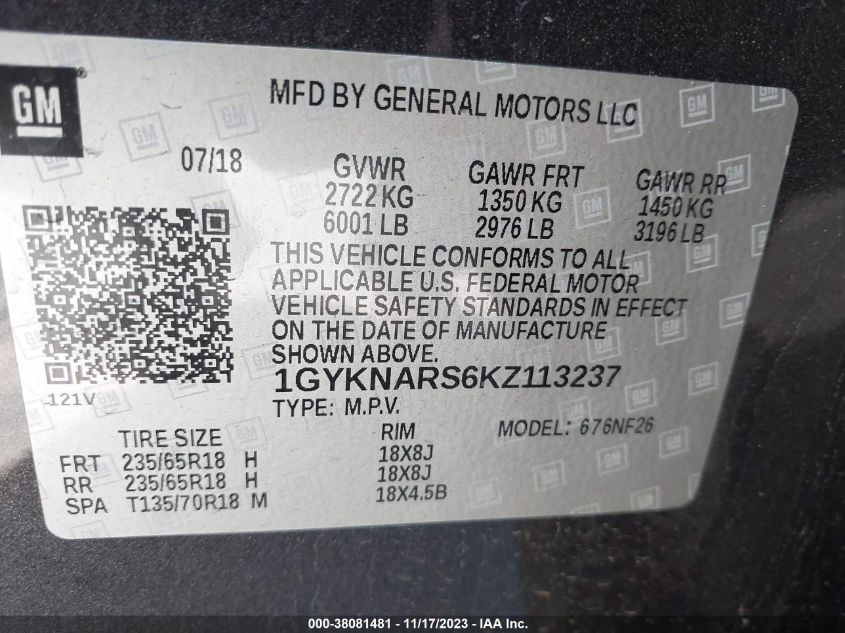 GM
MFD BY GENERAL MOTORS LLC
07/18
GVWR
2722 KG
6001 LB
GAWR FRT
1350 KG
2976 LB
GAWR RR
1450 KG
3196 LB
THIS VEHICLE CONFORMS TO ALL
APPLICABLE U.S. FEDERAL MOTOR
VEHICLE SAFETY STANDARDS IN EFFECT
ON THE DATE OF MANUFACTURE
SHOWN ABOVE.
1GYKNARS6KZ113237
121V
TYPE: M.P.V.
MODEL: 676NF26
TIRE SIZE RIM
FRT 235/65R18 H 18X8J
RR 235/65R18 H 18X8J
SPA T135/70R18 M 18X4.5B
000-38081481 - 11/17/2023 - IAA Inc.